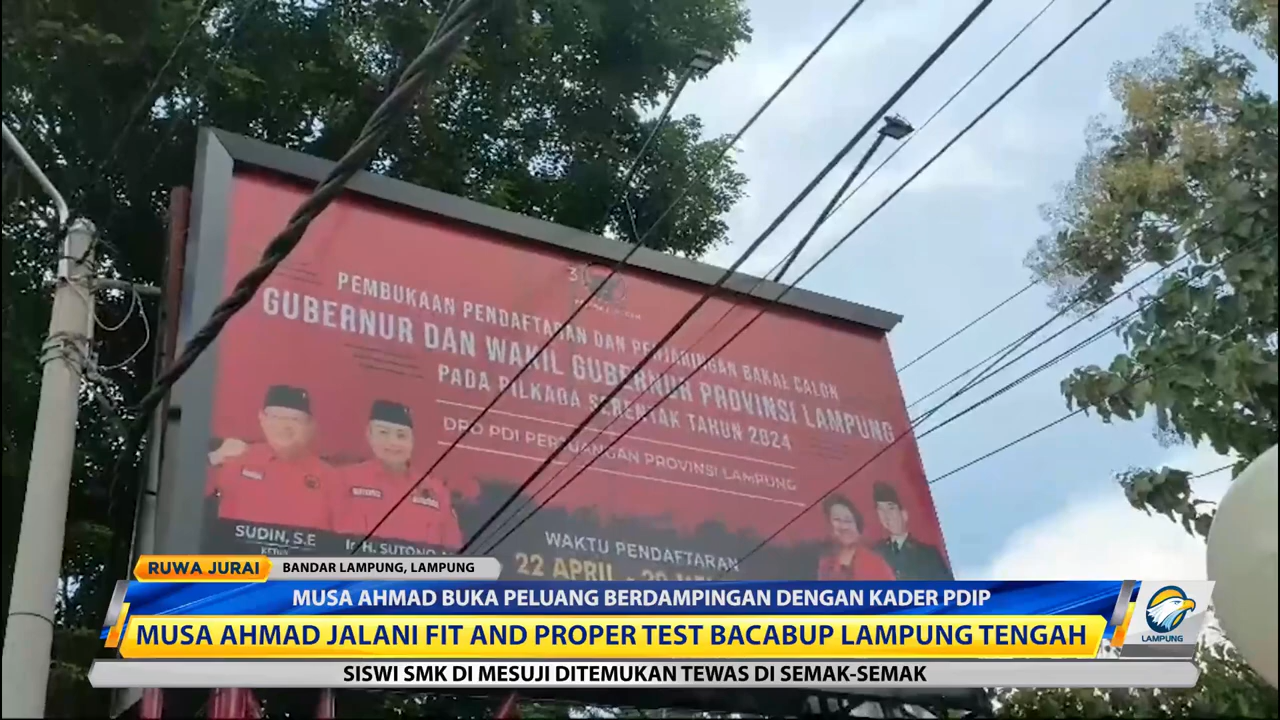 PEMBUKAAN PENDAFTARAN DAN PENJARINGAN BAKAL CALON
GUBERNUR DAN WAKIL GUBERNUR PROVINSI LAMPUNG
PADA PILKADA SERENTAK TAHUN 2024
DPD PDI PERJUANGAN PROVINSI LAMPUNG
SUDIN, S.E
KETUA
Ir. H. SUTONO
WAKTU PENDAFTARAN
22 APRIL -
RUWA JURAI
BANDAR LAMPUNG, LAMPUNG
MUSA AHMAD BUKA PELUANG BERDAMPINGAN DENGAN KADER PDIP
MUSA AHMAD JALANI FIT AND PROPER TEST BACABUP LAMPUNG TENGAH
LAMPUNG
SISWI SMK DI MESUJI DITEMUKAN TEWAS DI SEMAK-SEMAK